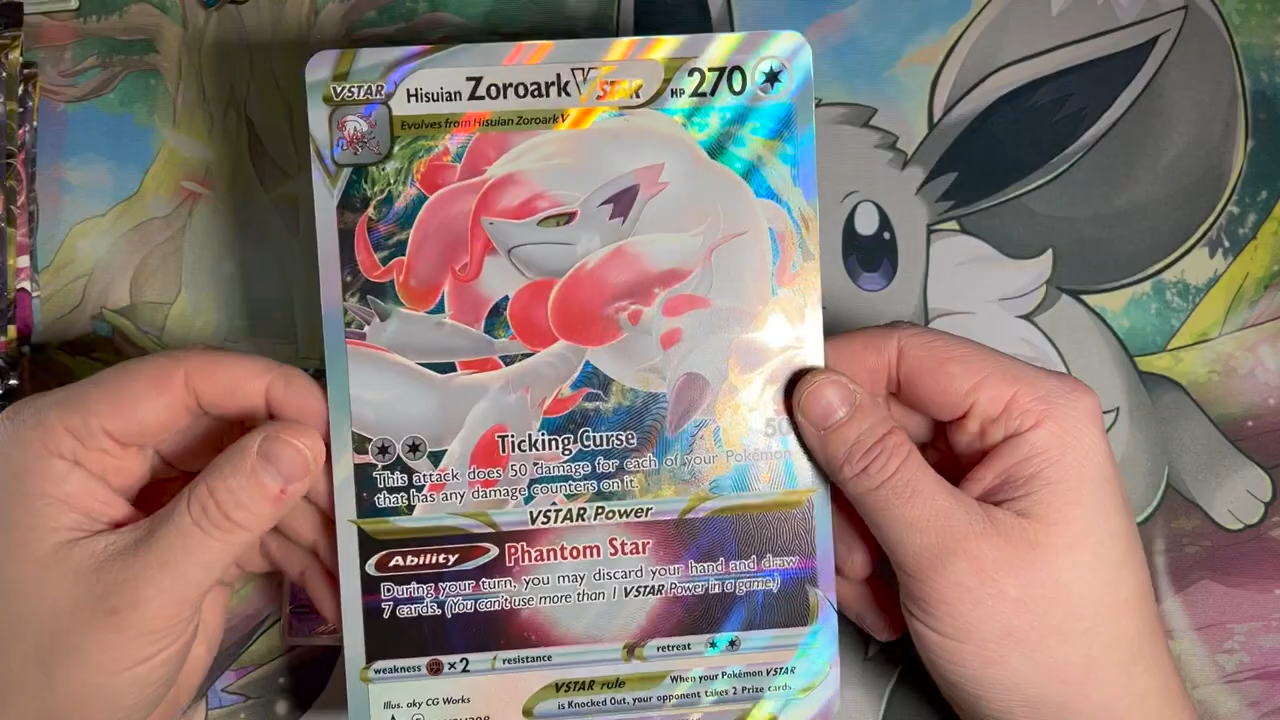 VSTAR Hisuian Zoroark VSTAR HP 270
Evolves from Hisuian Zoroark V
Ticking Curse 50
This attack does 50 damage for each of your Pokémon
that has any damage counters on it.
VSTAR Power
Ability Phantom Star
During your turn, you may discard your hand and draw
7 cards. (You can't use more than 1 VSTAR Power in a game.)
weakness ×2 resistance retreat
VSTAR rule When your Pokémon VSTAR
is Knocked Out, your opponent takes 2 Prize cards.
Illus. aky CG Works